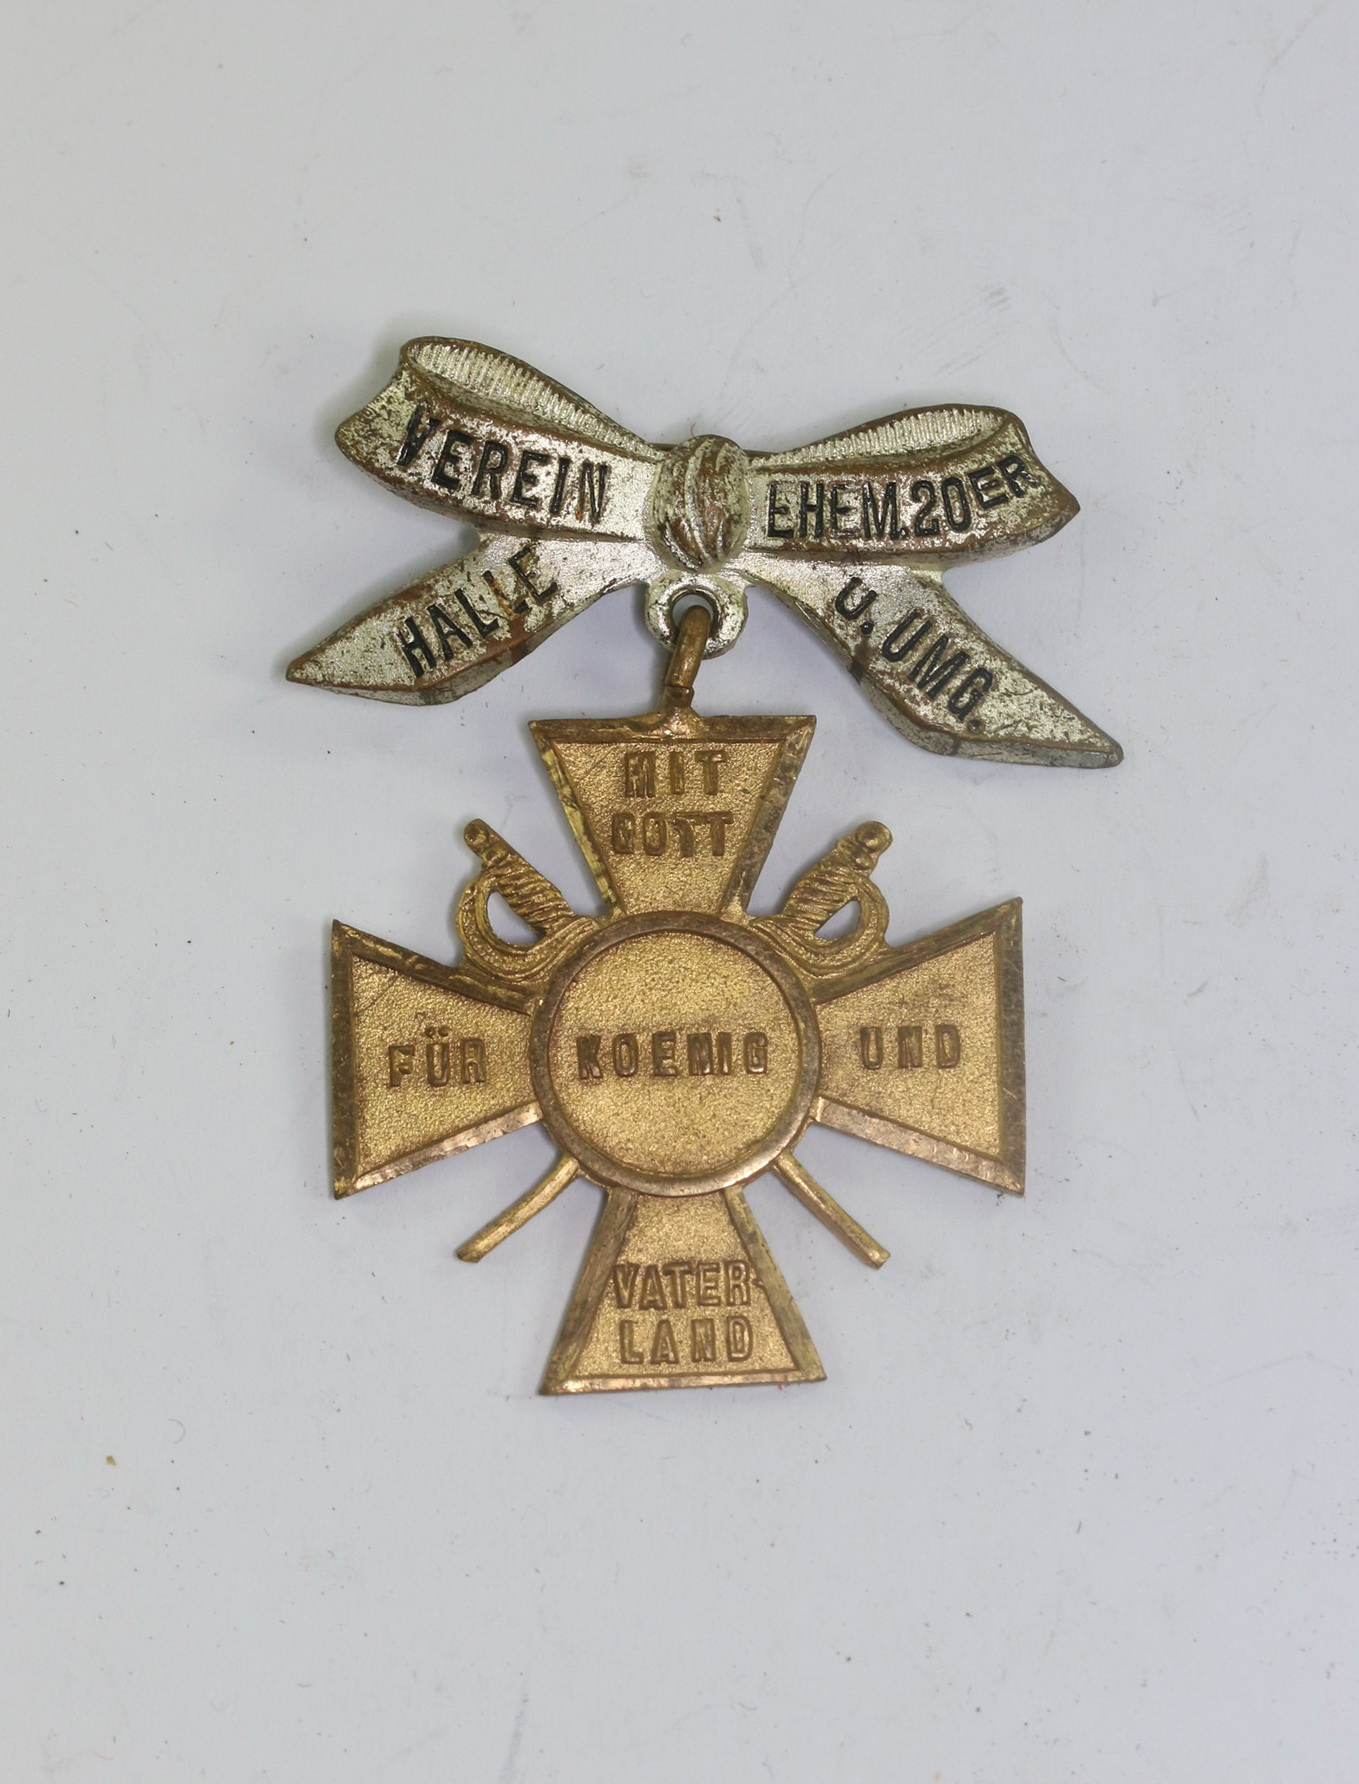 VEREIN EHEM. 20ER
HALLE U. UMG.
MIT
GOTT
FÜR KOENIG UND
VATER-
LAND